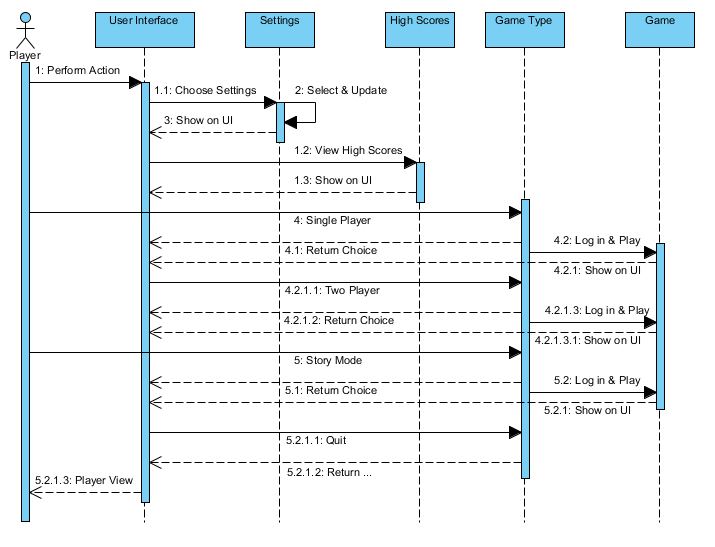 User Interface
Settings
High Scores
Game Type
Game
Player
1: Perform Action
1.1: Choose Settings
2: Select & Update
3: Show on UI
1.2: View High Scores
1.3: Show on UI
4: Single Player
4.2: Log in & Play
4.1: Return Choice
4.2.1: Show on UI
4.2.1.1: Two Player
4.2.1.3: Log in & Play
4.2.1.2: Return Choice
4.2.1.3.1: Show on UI
5: Story Mode
5.2: Log in & Play
5.1: Return Choice
5.2.1: Show on UI
5.2.1.1: Quit
5.2.1.2: Return ...
5.2.1.3: Player View